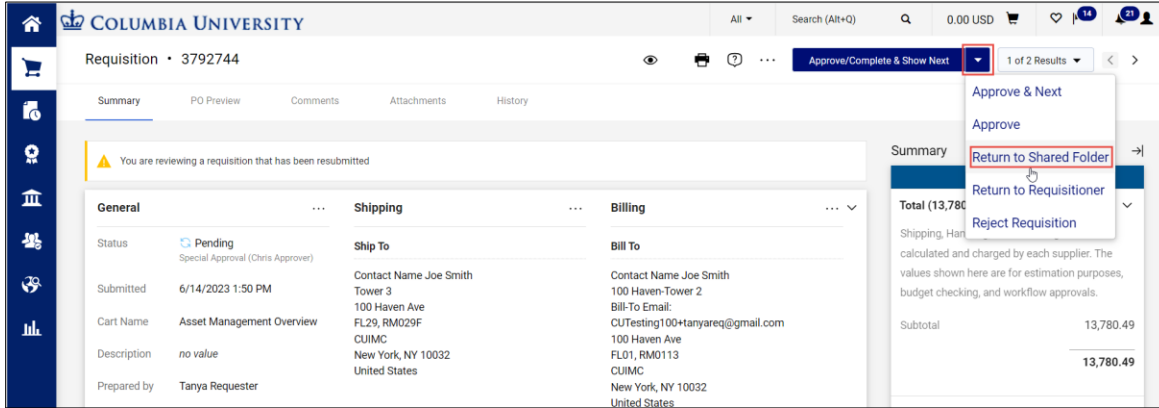 COLUMBIA UNIVERSITY
All
Search (Alt+Q)
0.00 USD
14
21
Requisition • 3792744
Approve/Complete & Show Next
1 of 2 Results
Summary
PO Preview
Comments
Attachments
History
Approve & Next
Approve
Return to Shared Folder
Return to Requisitioner
Reject Requisition
You are reviewing a requisition that has been resubmitted
General
Status
Pending
Special Approval (Chris Approver)
Submitted
6/14/2023 1:50 PM
Cart Name
Asset Management Overview
Description
no value
Prepared by
Tanya Requester
Shipping
Ship To
Contact Name Joe Smith
Tower 3
100 Haven Ave
FL29, RM029F
CUIMC
New York, NY 10032
United States
Billing
Bill To
Contact Name Joe Smith
100 Haven-Tower 2
Bill-To Email:
CUTesting100+tanyareq@gmail.com
100 Haven Ave
FL01, RM0113
CUIMC
New York, NY 10032
United States
Summary
Total (13,780
Shipping, Han
calculated and charged by each supplier. The
values shown here are for estimation purposes,
budget checking, and workflow approvals.
Subtotal
13,780.49
13,780.49